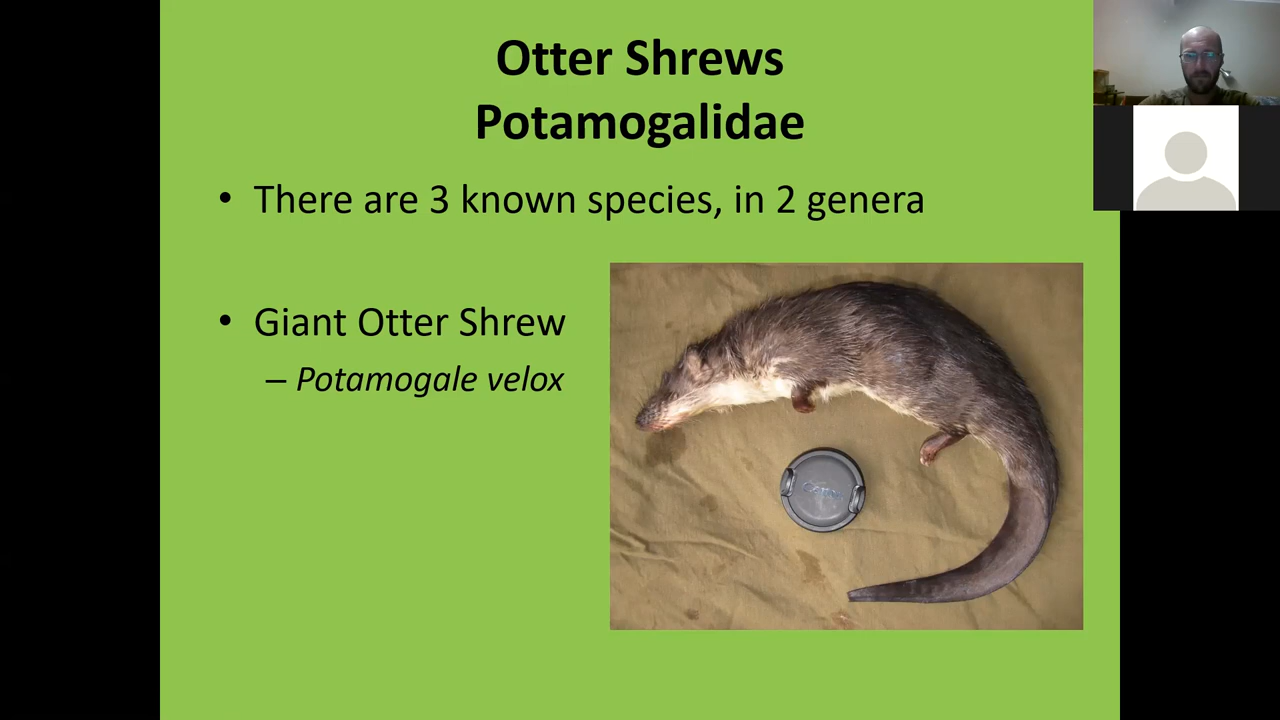 Otter Shrews
Potamogalidae
• There are 3 known species, in 2 genera
• Giant Otter Shrew
– Potamogale velox